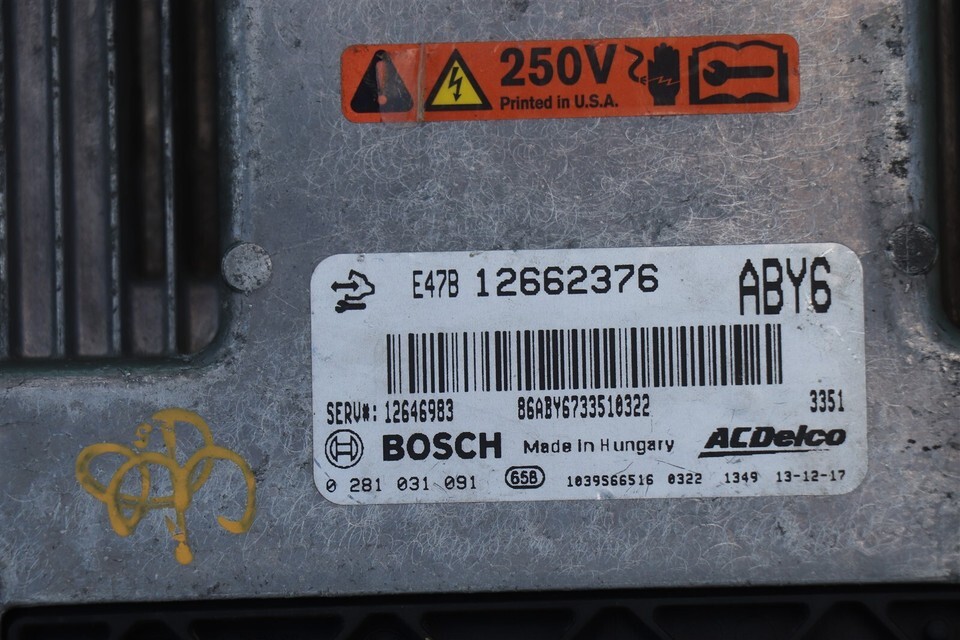 250V
Printed in U.S.A.
E47B 12662376 ABY6
SERV#: 12646983 86ABY6733510322 3351
BOSCH Made in Hungary ACDelco
0 281 031 091 65B 1039S66516 0322 1349 13-12-17